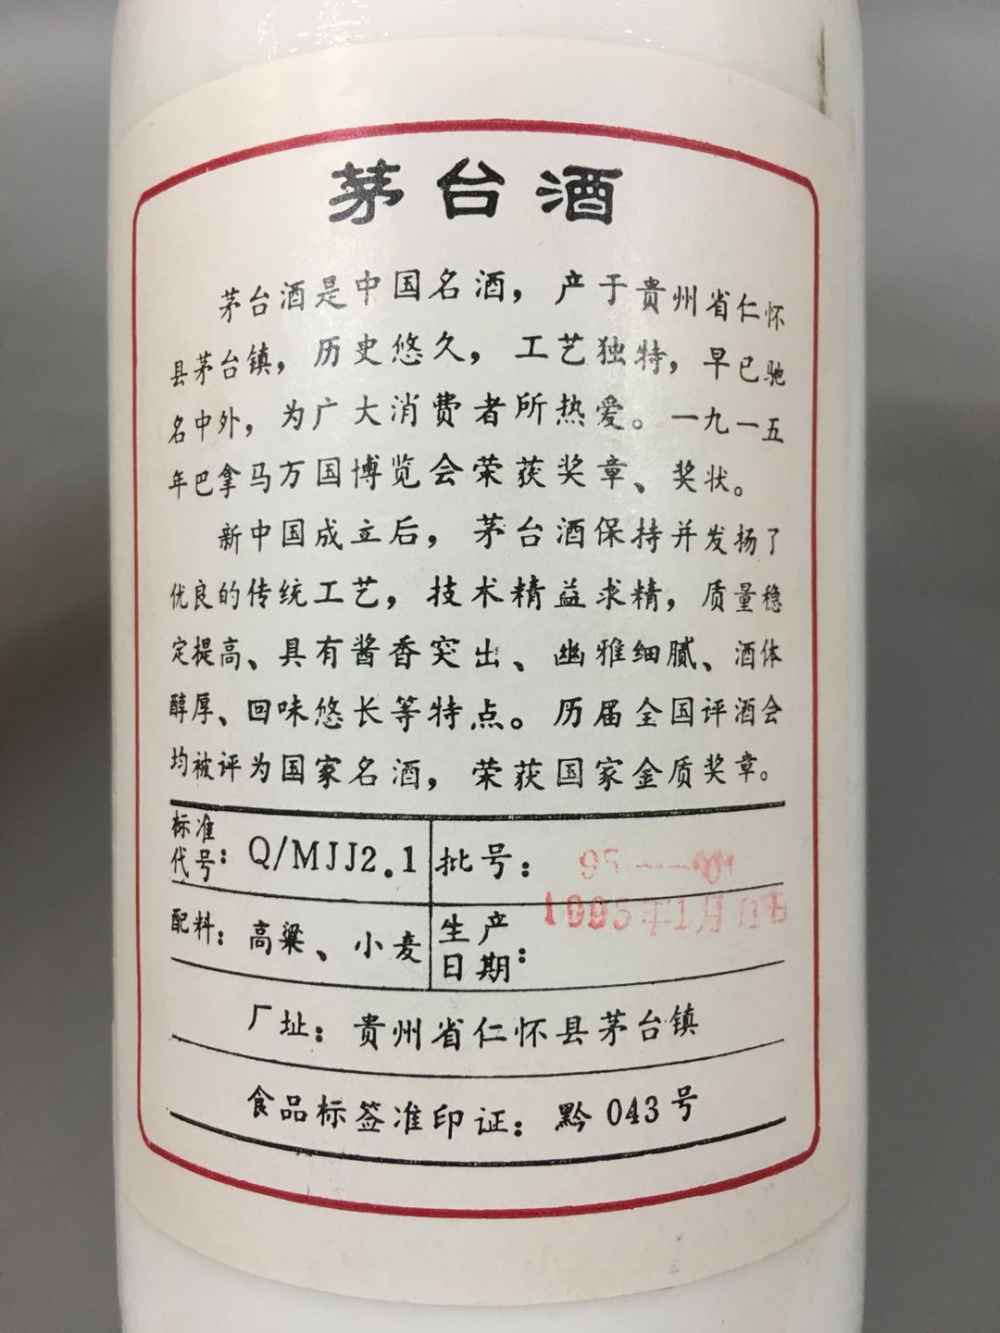 茅台酒
茅台酒是中国名酒，产于贵州省仁怀
县茅台镇，历史悠久，工艺独特，早已驰
名中外，为广大消费者所热爱。一九一五
年巴拿马万国博览会荣获奖章、奖状。
新中国成立后，茅台酒保持并发扬了
优良的传统工艺，技术精益求精，质量稳
定提高、具有酱香突出、幽雅细腻、酒体
醇厚、回味悠长等特点。历届全国评酒会
均被评为国家名酒，荣获国家金质奖章。
标准代号：Q/MJJ2.1
批号：
配料：高粱、小麦
生产日期：1995年1月
厂址：贵州省仁怀县茅台镇
食品标签准印证：黔043号